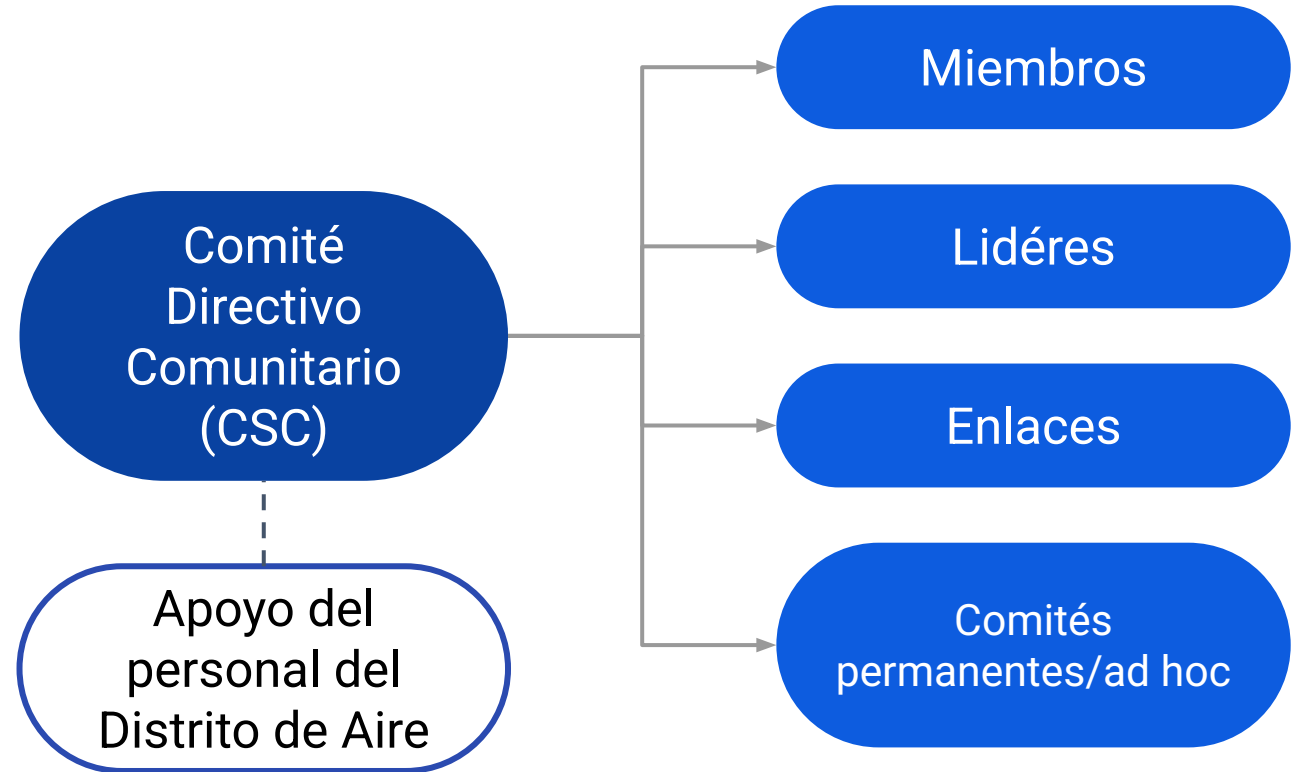 Comité
Directivo
Comunitario
(CSC)
Apoyo del
personal del
Distrito de Aire
Miembros
Lidéres
Enlaces
Comités
permanentes/ad hoc